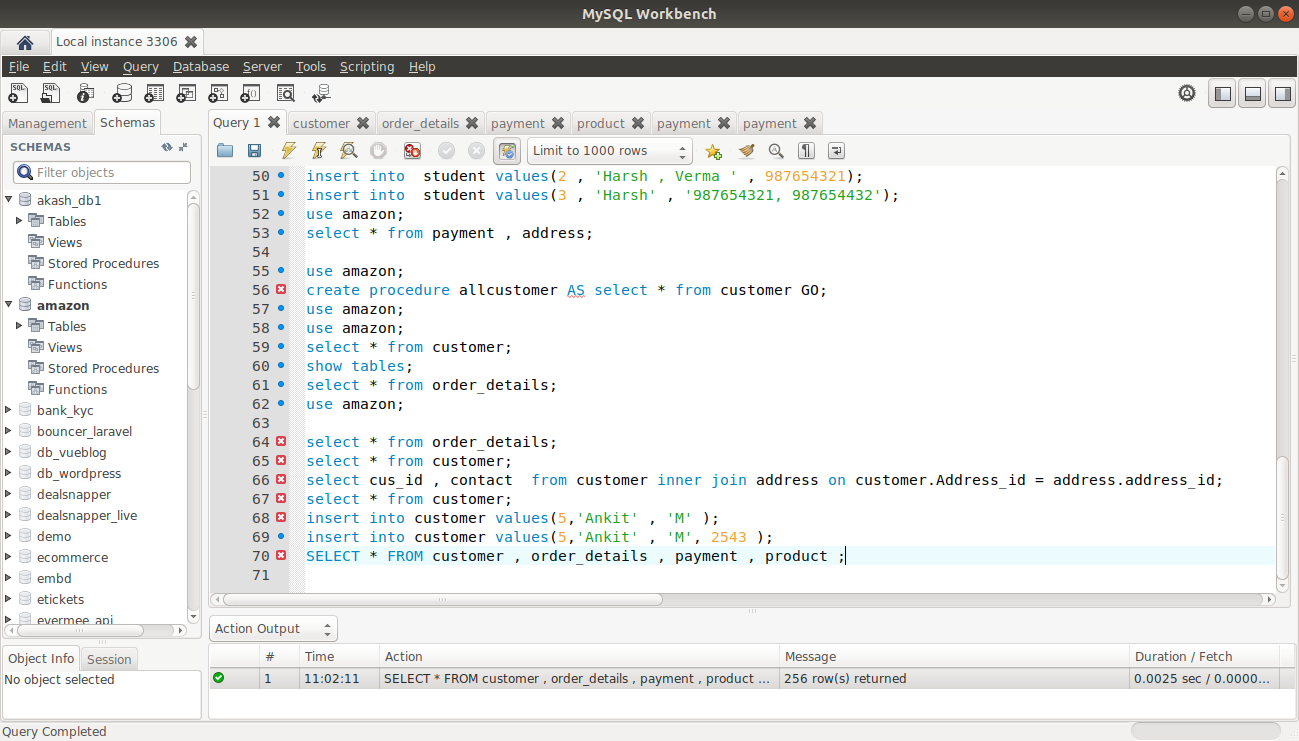 MySQL Workbench
Local instance 3306
File Edit View Query Database Server Tools Scripting Help
Management Schemas
Query 1 customer order_details payment product payment payment
SCHEMAS
Limit to 1000 rows
Filter objects
akash_db1
Tables
Views
Stored Procedures
Functions
amazon
Tables
Views
Stored Procedures
Functions
bank_kyc
bouncer_laravel
db_vueblog
db_wordpress
dealsnapper
dealsnapper_live
demo
ecommerce
embd
etickets
evermee_api
50 insert into  student values(2 , 'Harsh , Verma ' , 987654321);
51 insert into  student values(3 , 'Harsh' , '987654321, 987654432');
52 use amazon;
53 select * from payment , address;
54
55 use amazon;
56 create procedure allcustomer AS select * from customer GO;
57 use amazon;
58 use amazon;
59 select * from customer;
60 show tables;
61 select * from order_details;
62 use amazon;
63
64 select * from order_details;
65 select * from customer;
66 select cus_id , contact  from customer inner join address on customer.Address_id = address.address_id;
67 select * from customer;
68 insert into customer values(5,'Ankit' , 'M' );
69 insert into customer values(5,'Ankit' , 'M', 2543 );
70 SELECT * FROM customer , order_details , payment , product ;
71
Action Output
# Time Action Message Duration / Fetch
1 11:02:11 SELECT * FROM customer , order_details , payment , product ... 256 row(s) returned 0.0025 sec / 0.0000...
Object Info Session
No object selected
Query Completed